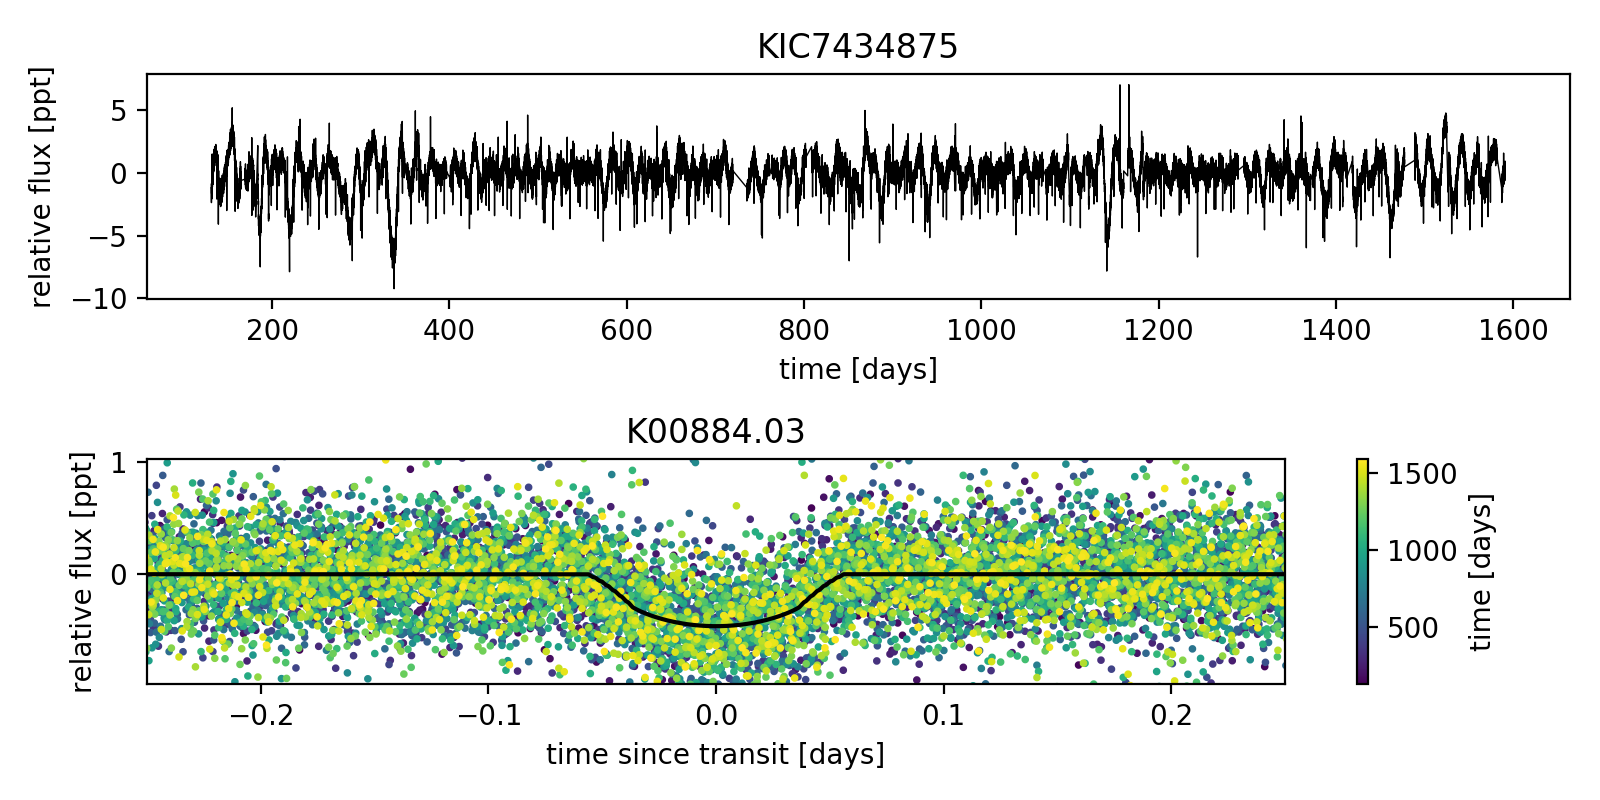 KIC7434875
relative flux [ppt]
5
0
−5
−10
200 400 600 800 1000 1200 1400 1600
time [days]
K00884.03
relative flux [ppt]
1
0
−0.2 −0.1 0.0 0.1 0.2
time since transit [days]
1500
1000
500
time [days]